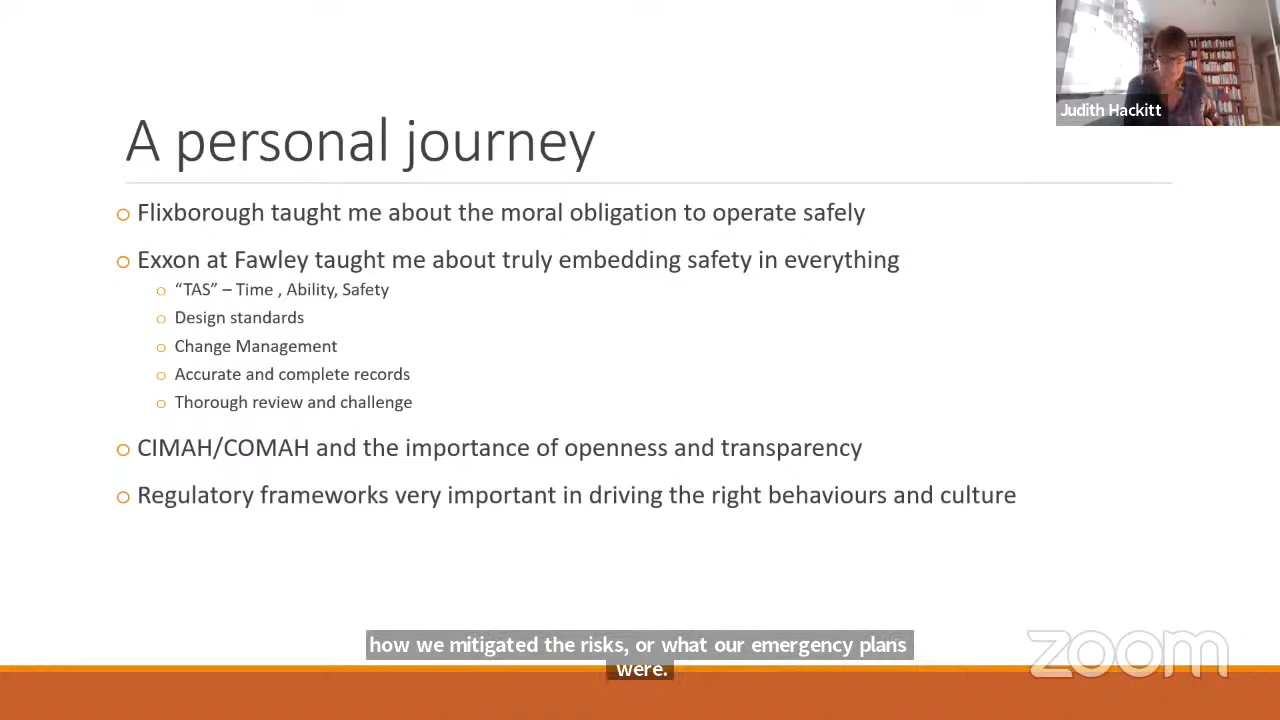 Judith Hackitt
A personal journey
Flixborough taught me about the moral obligation to operate safely
Exxon at Fawley taught me about truly embedding safety in everything
“TAS” – Time , Ability, Safety
Design standards
Change Management
Accurate and complete records
Thorough review and challenge
CIMAH/COMAH and the importance of openness and transparency
Regulatory frameworks very important in driving the right behaviours and culture
how we mitigated the risks, or what our emergency plans
were.
zoom